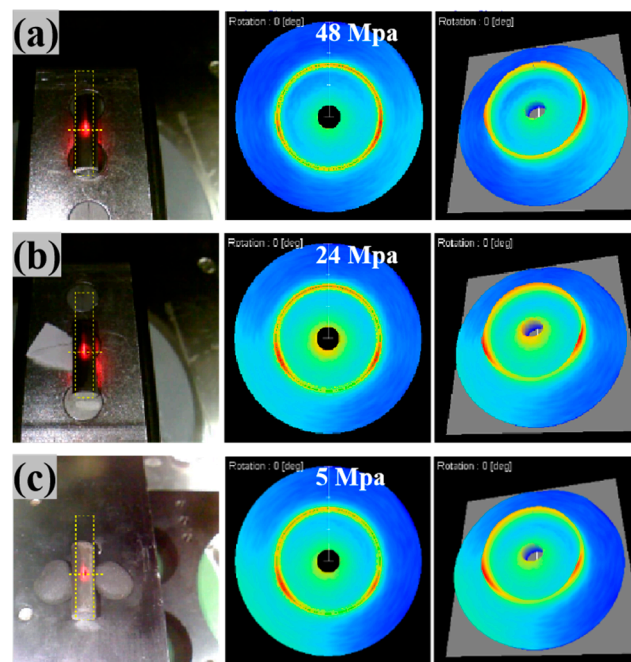 (a)
Rotation : 0 [deg]
48 Mpa
Rotation : 0 [deg]
(b)
Rotation : 0 [deg]
24 Mpa
Rotation : 0 [deg]
(c)
Rotation : 0 [deg]
5 Mpa
Rotation : 0 [deg]